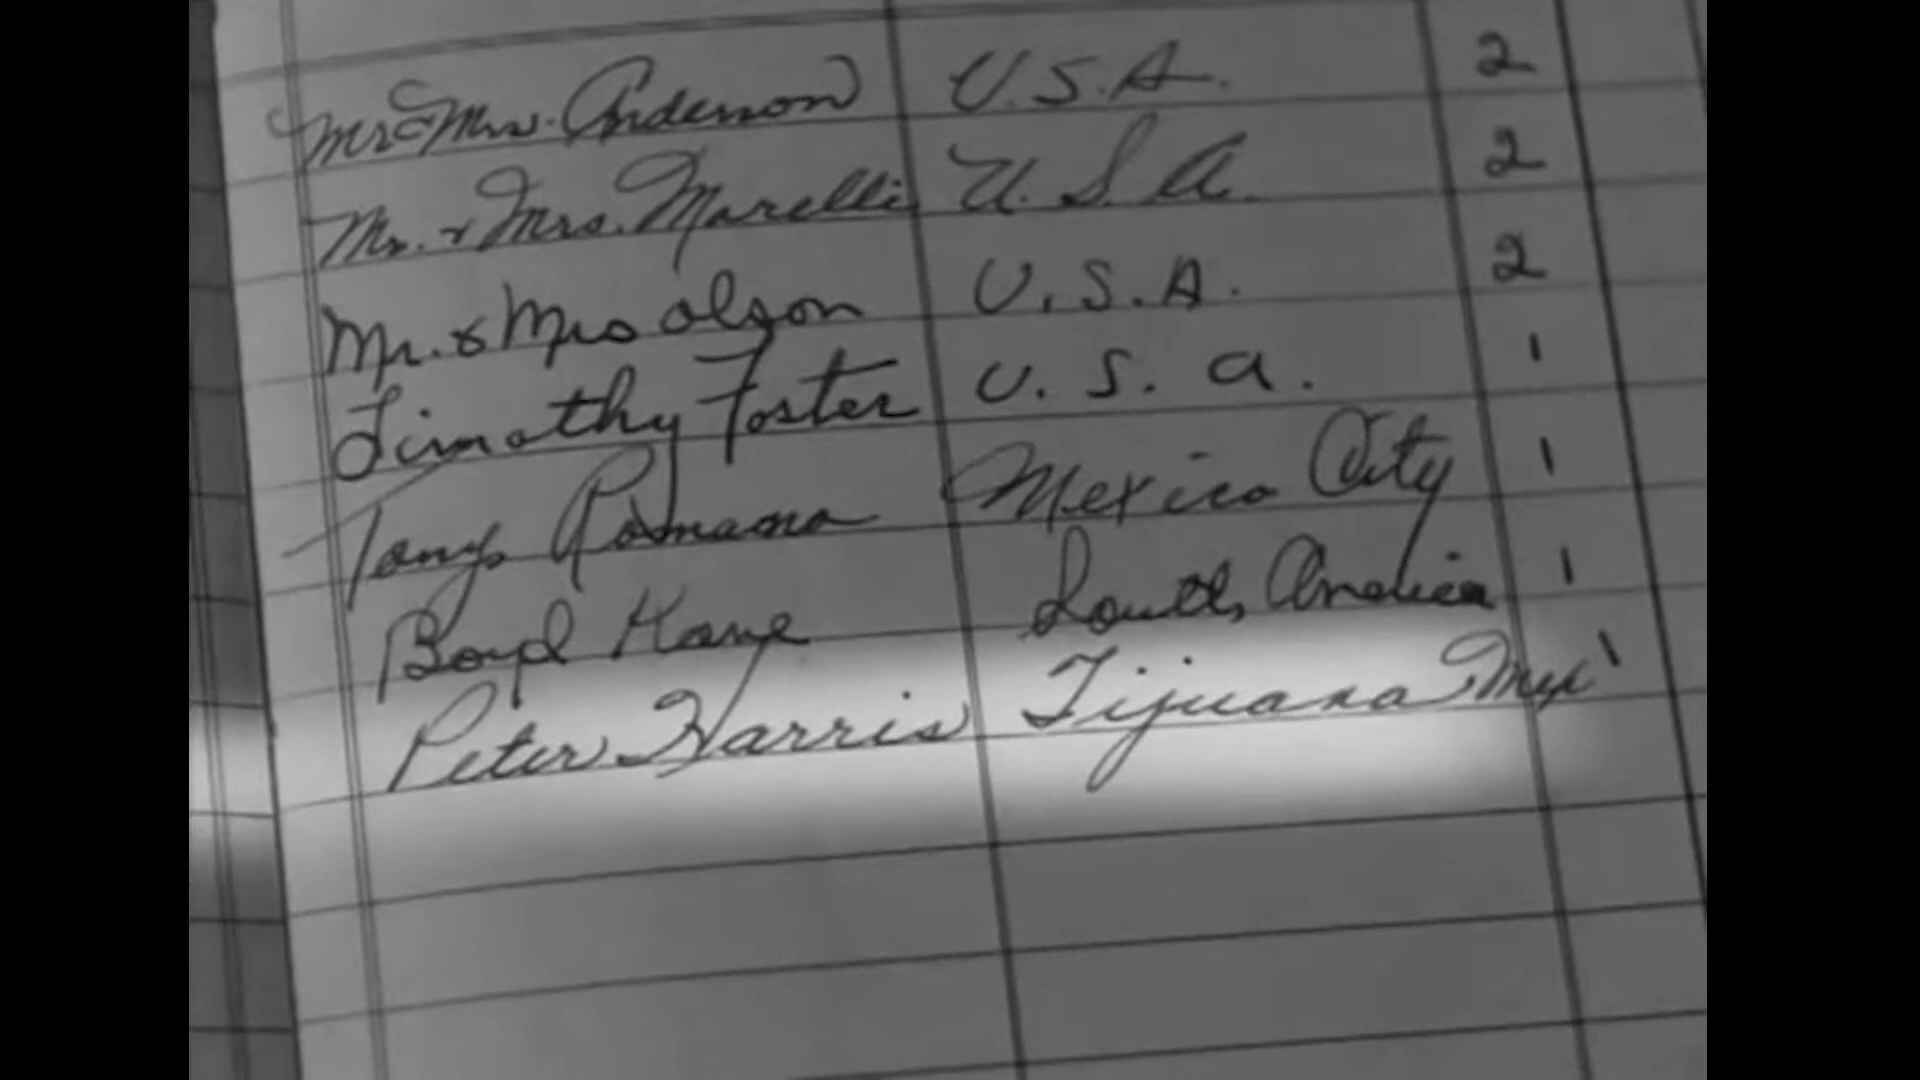 Mr & Mrs. Anderson U.S.A. 2
Mr. & Mrs. Marelli U.S.A. 2
Mr. & Mrs Olson U.S.A. 2
Timothy Foster U.S.a. 1
Tony Romano Mexico City 1
Boyd Kane South America 1
Peter Harris Tijuana Mex 1